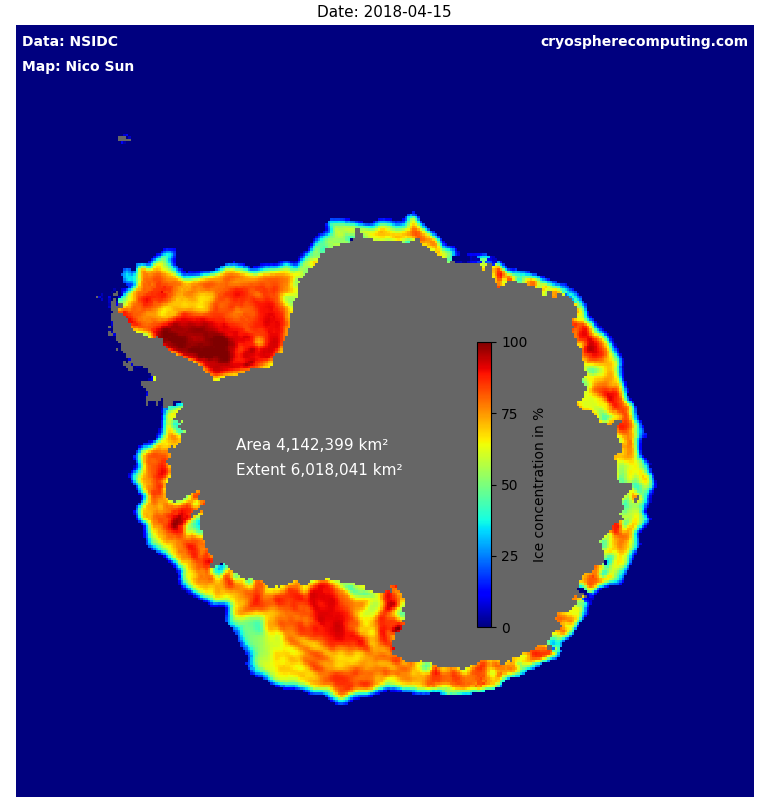 Date: 2018-04-15
Data: NSIDC
cryospherecomputing.com
Map: Nico Sun
100
75
50
25
0
Ice concentration in %
Area 4,142,399 km²
Extent 6,018,041 km²